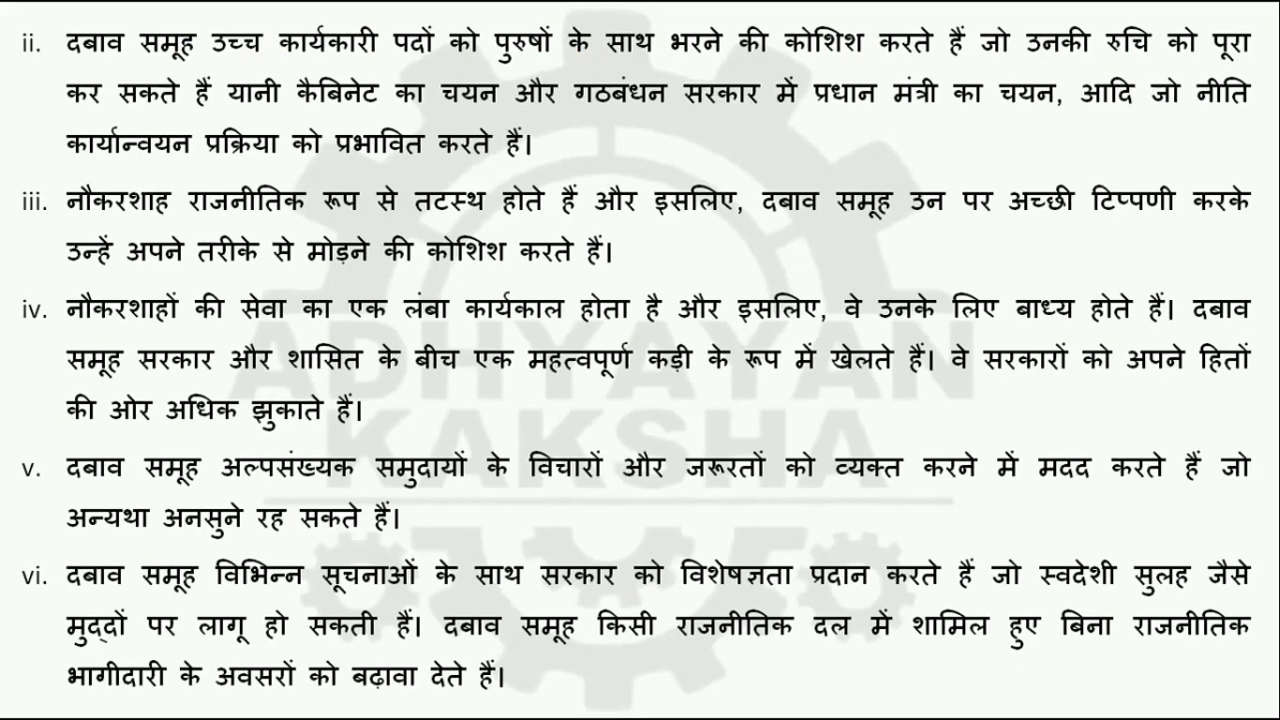 ii. दबाव समूह उच्च कार्यकारी पदों को पुरुषों के साथ भरने की कोशिश करते हैं जो उनकी रुचि को पूरा
कर सकते हैं यानी कैबिनेट का चयन और गठबंधन सरकार में प्रधान मंत्री का चयन, आदि जो नीति
कार्यान्वयन प्रक्रिया को प्रभावित करते हैं।
iii. नौकरशाह राजनीतिक रूप से तटस्थ होते हैं और इसलिए, दबाव समूह उन पर अच्छी टिप्पणी करके
उन्हें अपने तरीके से मोड़ने की कोशिश करते हैं।
iv. नौकरशाहों की सेवा का एक लंबा कार्यकाल होता है और इसलिए, वे उनके लिए बाध्य होते हैं। दबाव
समूह सरकार और शासित के बीच एक महत्वपूर्ण कड़ी के रूप में खेलते हैं। वे सरकारों को अपने हितों
की ओर अधिक झुकाते हैं।
v. दबाव समूह अल्पसंख्यक समुदायों के विचारों और जरूरतों को व्यक्त करने में मदद करते हैं जो
अन्यथा अनसुने रह सकते हैं।
vi. दबाव समूह विभिन्न सूचनाओं के साथ सरकार को विशेषज्ञता प्रदान करते हैं जो स्वदेशी सुलह जैसे
मुद्दों पर लागू हो सकती हैं। दबाव समूह किसी राजनीतिक दल में शामिल हुए बिना राजनीतिक
भागीदारी के अवसरों को बढ़ावा देते हैं।
ADHYAYAN
KAKSHA